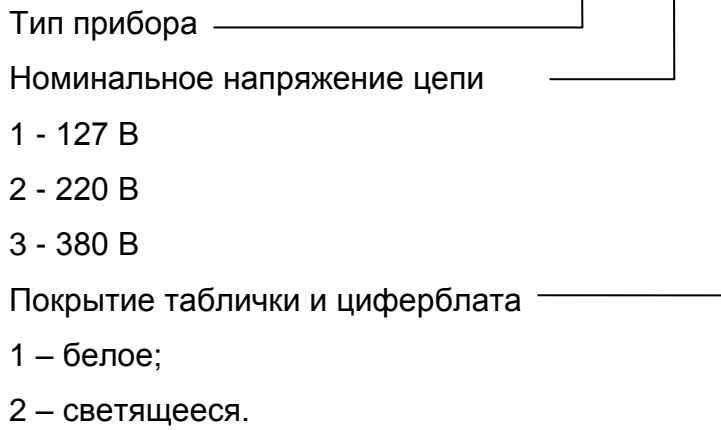 Тип прибора
Номинальное напряжение цепи
1 - 127 В
2 - 220 В
3 - 380 В
Покрытие таблички и циферблата
1 – белое;
2 – светящееся.